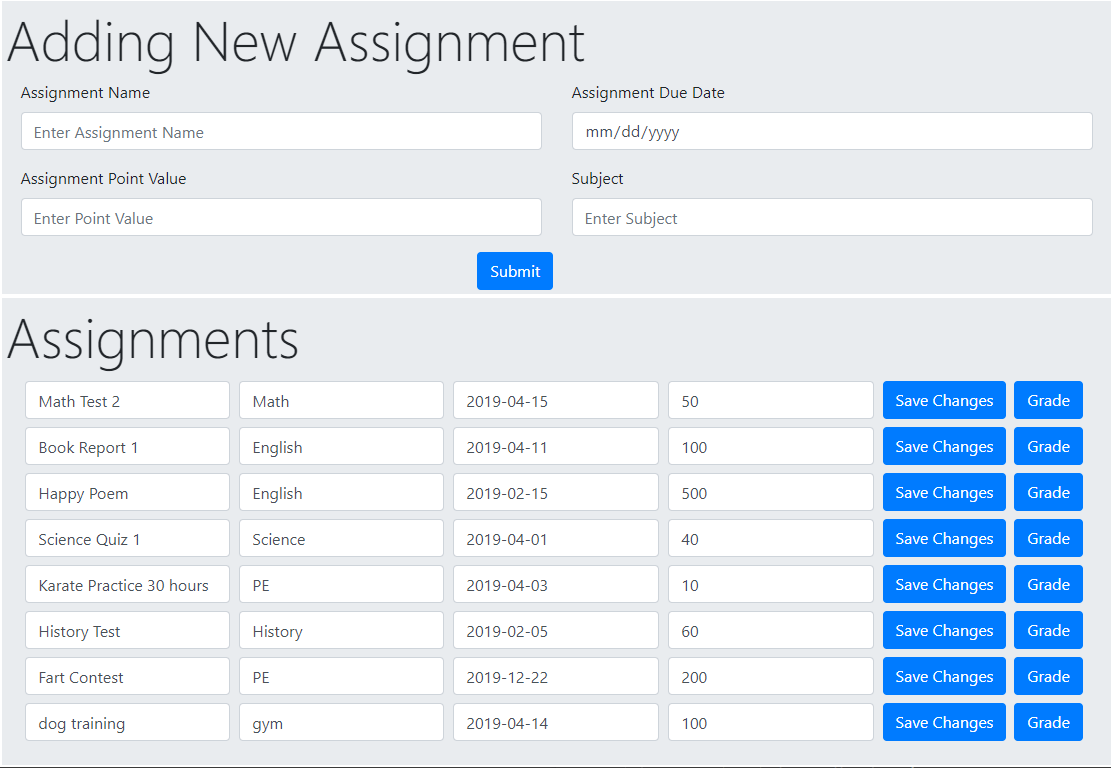 Adding New Assignment
Assignment Name Assignment Due Date
Enter Assignment Name mm/dd/yyyy
Assignment Point Value Subject
Enter Point Value Enter Subject
Submit
Assignments
Math Test 2 Math 2019-04-15 50 Save Changes Grade
Book Report 1 English 2019-04-11 100 Save Changes Grade
Happy Poem English 2019-02-15 500 Save Changes Grade
Science Quiz 1 Science 2019-04-01 40 Save Changes Grade
Karate Practice 30 hours PE 2019-04-03 10 Save Changes Grade
History Test History 2019-02-05 60 Save Changes Grade
Fart Contest PE 2019-12-22 200 Save Changes Grade
dog training gym 2019-04-14 100 Save Changes Grade